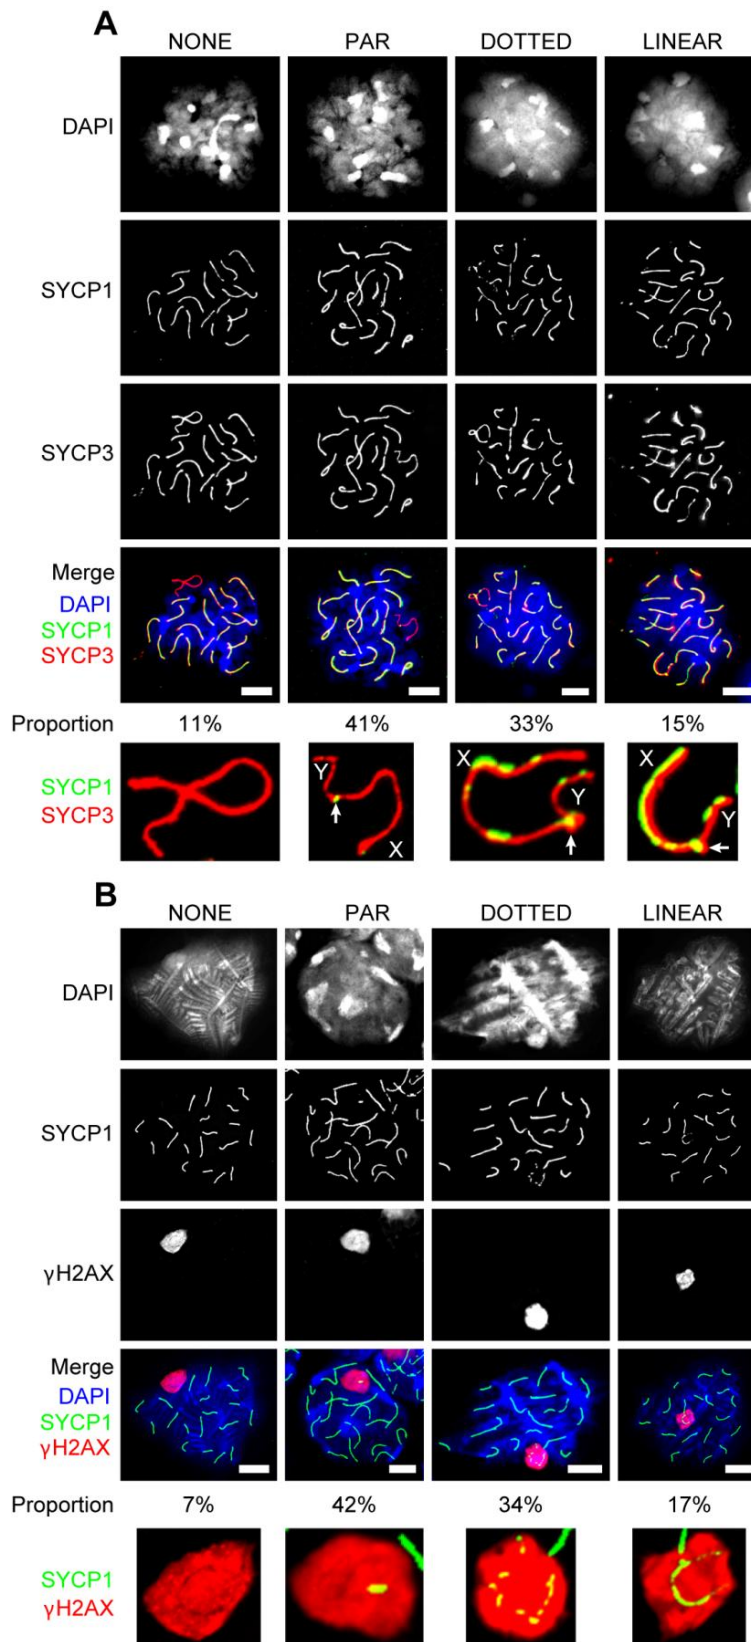 A
NONE PAR DOTTED LINEAR
DAPI
SYCP1
SYCP3
Merge
DAPI
SYCP1
SYCP3
Proportion 11% 41% 33% 15%
SYCP1
SYCP3
Y X
X Y
X Y
B
NONE PAR DOTTED LINEAR
DAPI
SYCP1
γH2AX
Merge
DAPI
SYCP1
γH2AX
Proportion 7% 42% 34% 17%
SYCP1
γH2AX